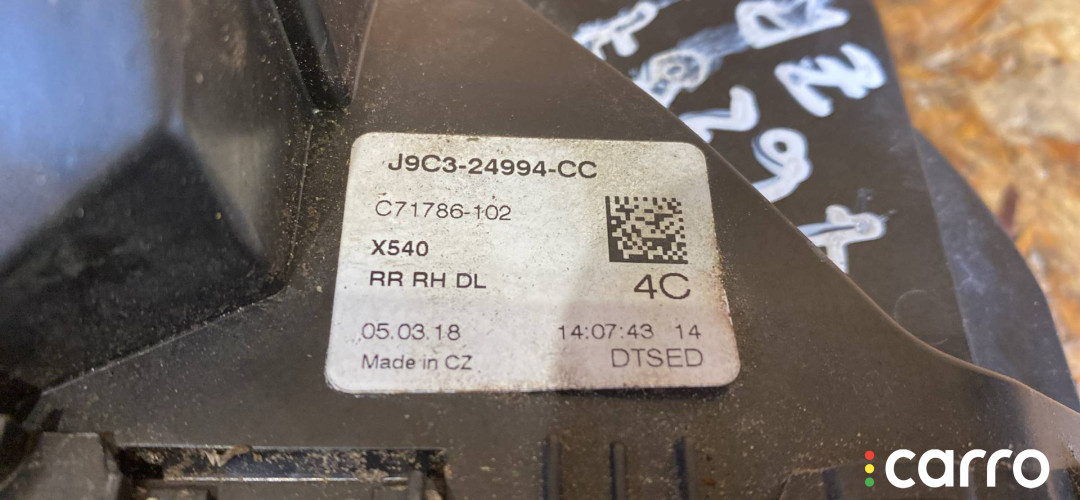 J9C3-24994-CC
C71786-102
X540
RR RH DL
4C
05.03.18 14:07:43 14
Made in CZ DTSED
carro